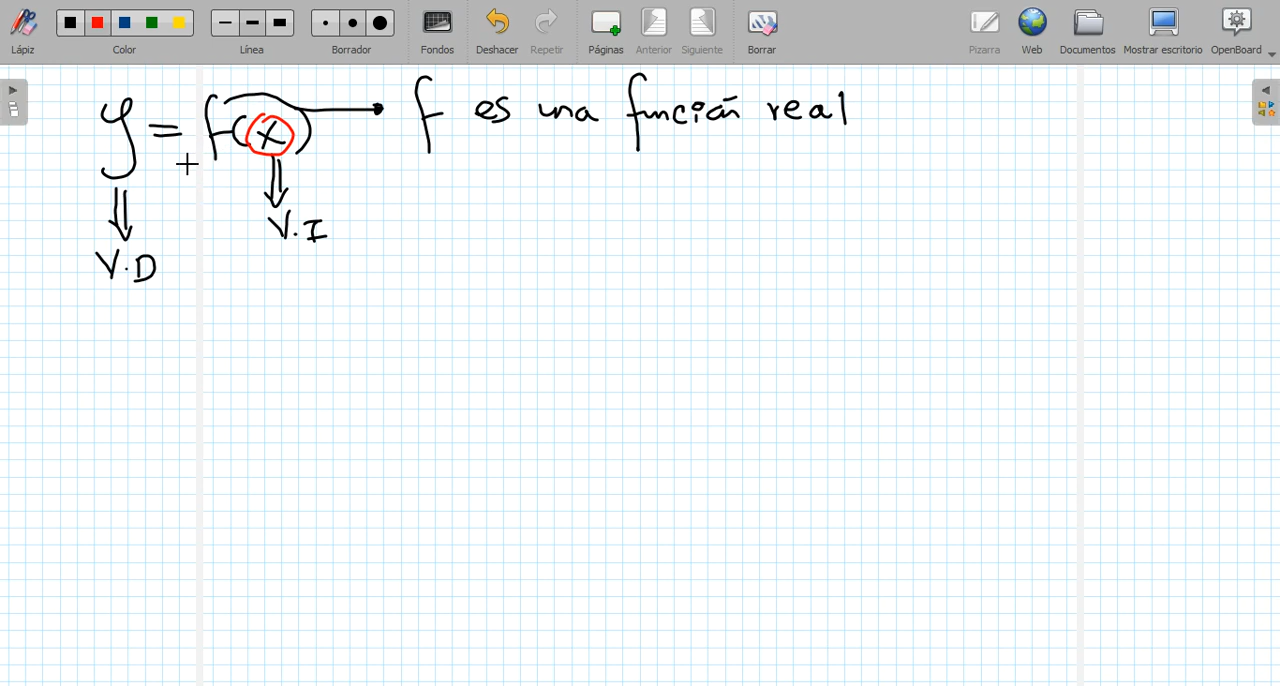 Lápiz Color Línea Borrador Fondos Deshacer Repetir Páginas Anterior Siguiente Borrar Pizarra Web Documentos Mostrar escritorio OpenBoard
y = f(x) f es una función real
V.I
V.D